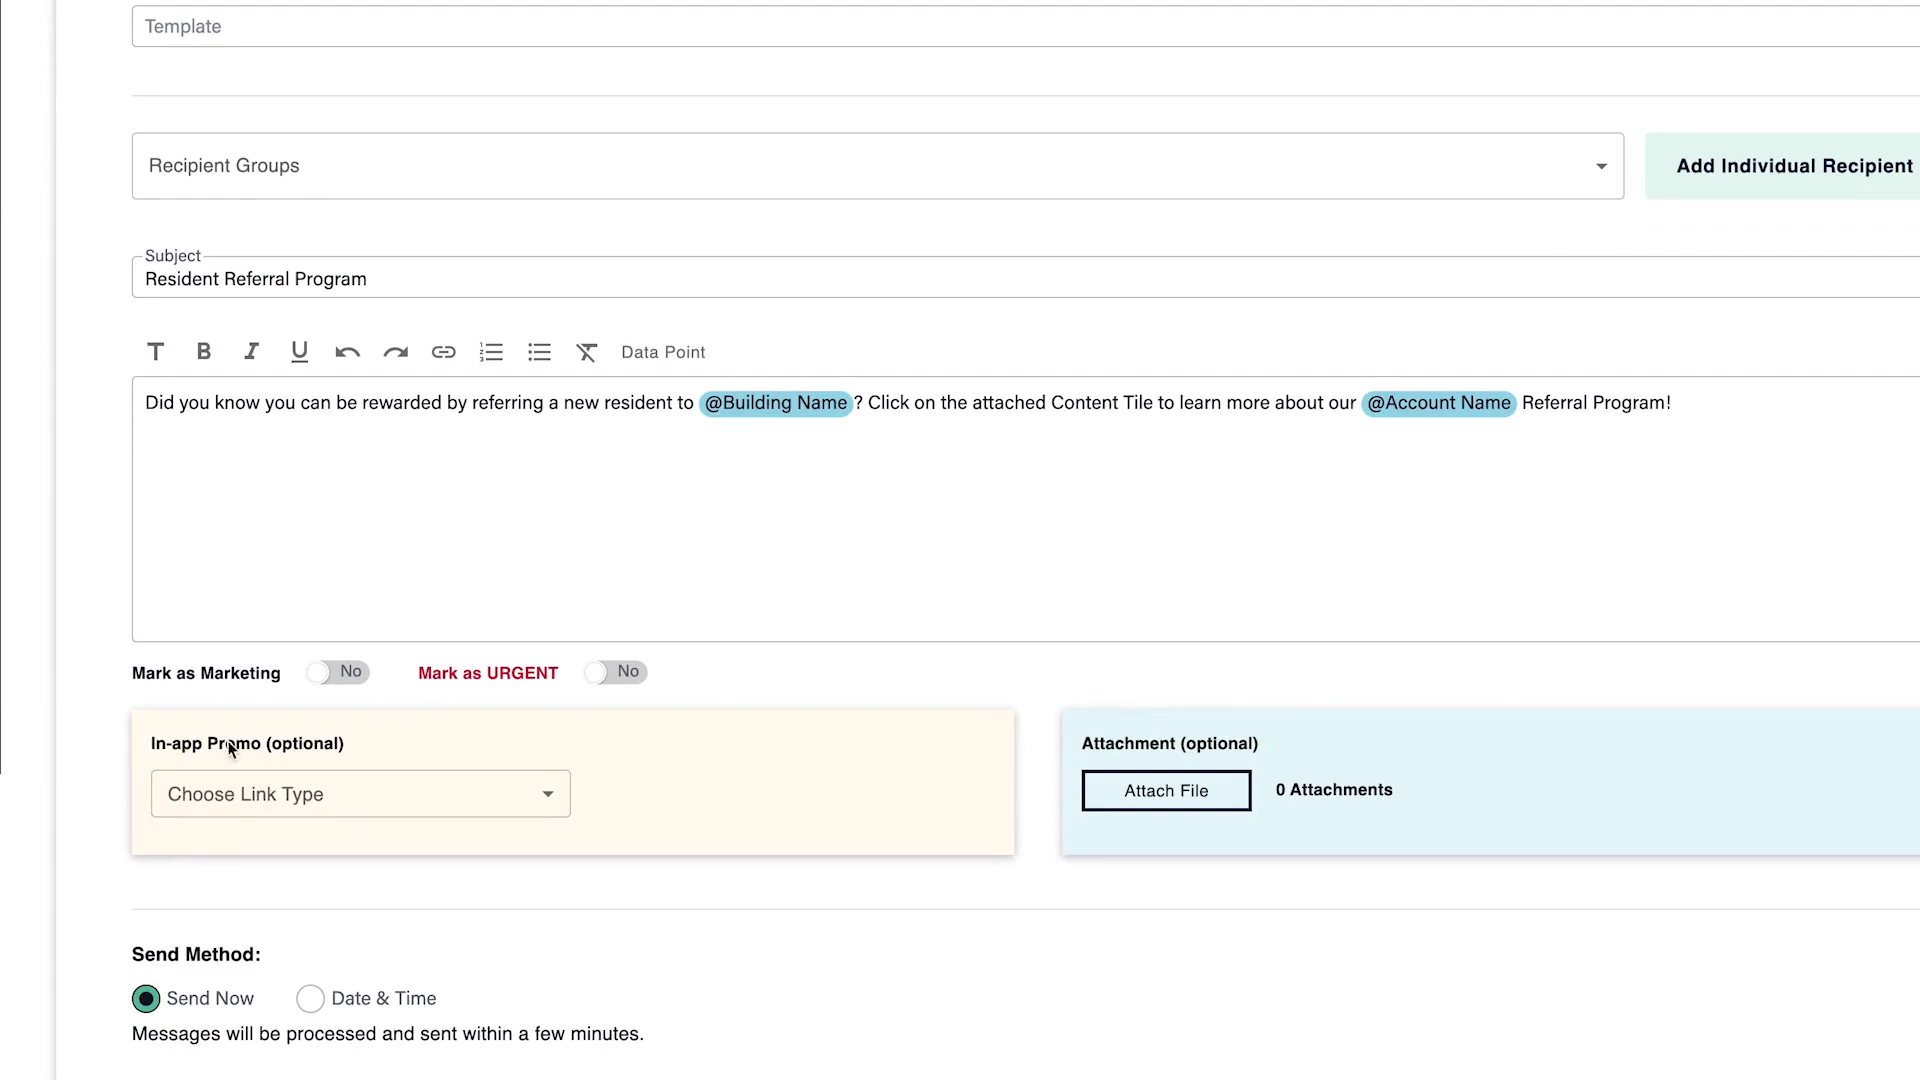 Template
Recipient Groups
Add Individual Recipient
Subject
Resident Referral Program
T B I U Data Point
Did you know you can be rewarded by referring a new resident to @Building Name? Click on the attached Content Tile to learn more about our @Account Name Referral Program!
Mark as Marketing No Mark as URGENT No
In-app Promo (optional)
Choose Link Type
Attachment (optional)
Attach File 0 Attachments
Send Method:
Send Now Date & Time
Messages will be processed and sent within a few minutes.